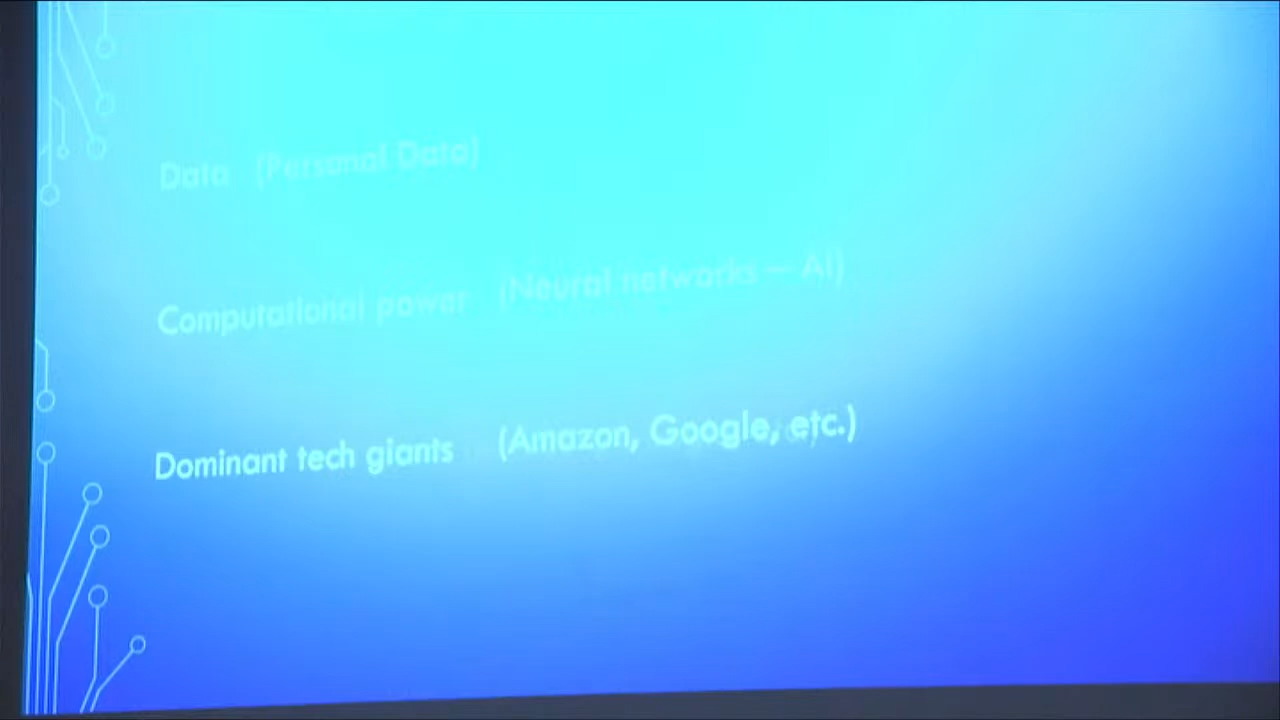 Data (Personal Data)
Computational power (Neural networks – AI)
Dominant tech giants (Amazon, Google, etc.)